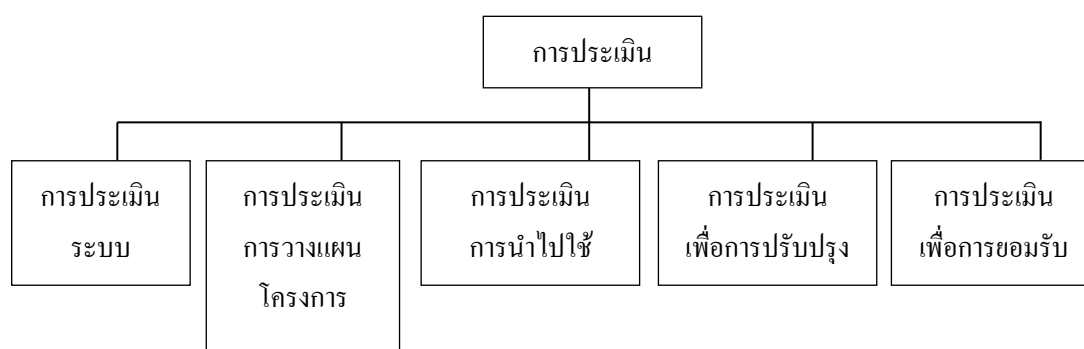 การประเมิน
การประเมิน
ระบบ
การประเมิน
การวางแผน
โครงการ
การประเมิน
การนำไปใช้
การประเมิน
เพื่อการปรับปรุง
การประเมิน
เพื่อการยอมรับ